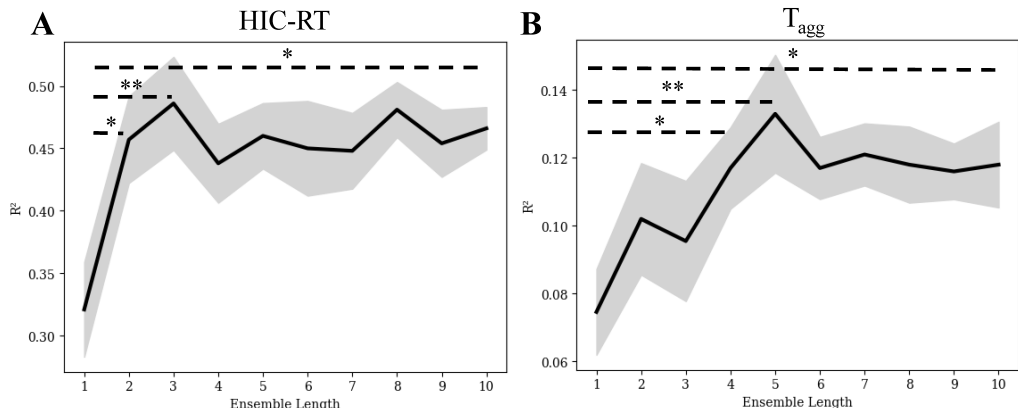 A
HIC-RT
*
**
*
0.50
0.45
0.40
0.35
0.30
R²
1 2 3 4 5 6 7 8 9 10
Ensemble Length
B
Tagg
*
**
*
0.14
0.12
0.10
0.08
0.06
R²
1 2 3 4 5 6 7 8 9 10
Ensemble Length